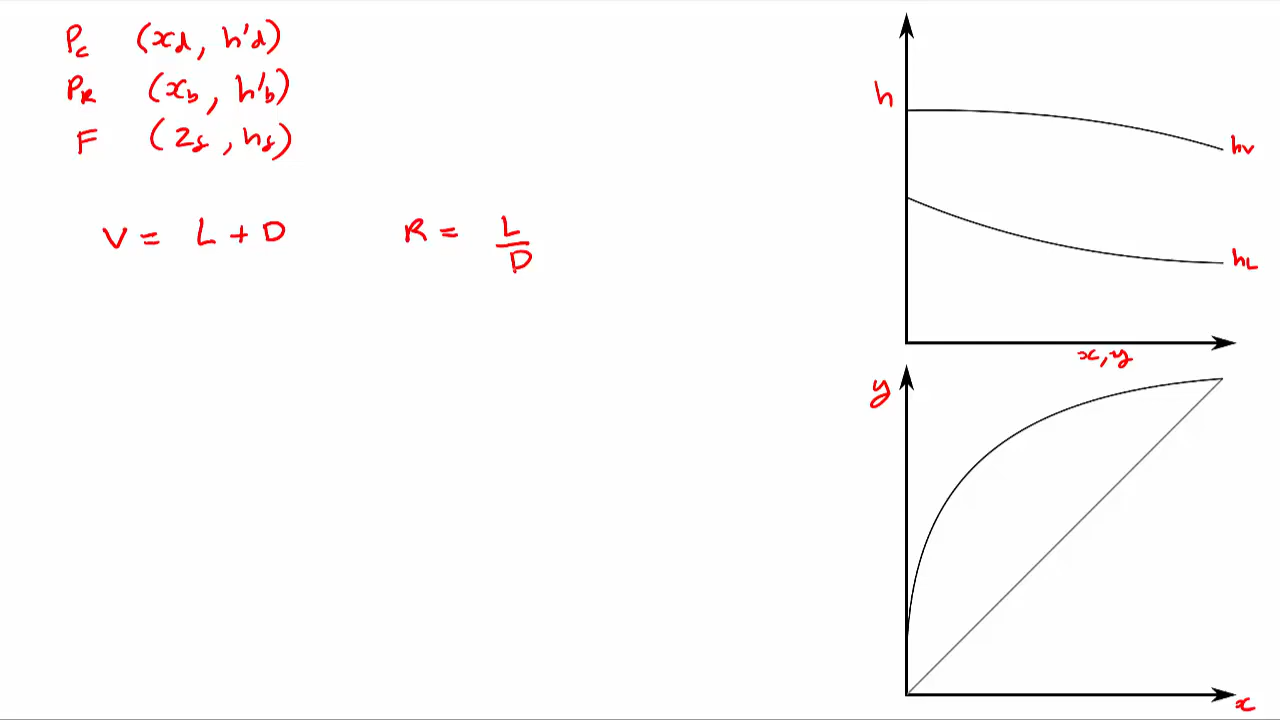 Pc (xd, h'd)
PR (xb, h'b)
F (zf, hf)
V = L + D R = L/D
h
hv
hL
x, y
y
x